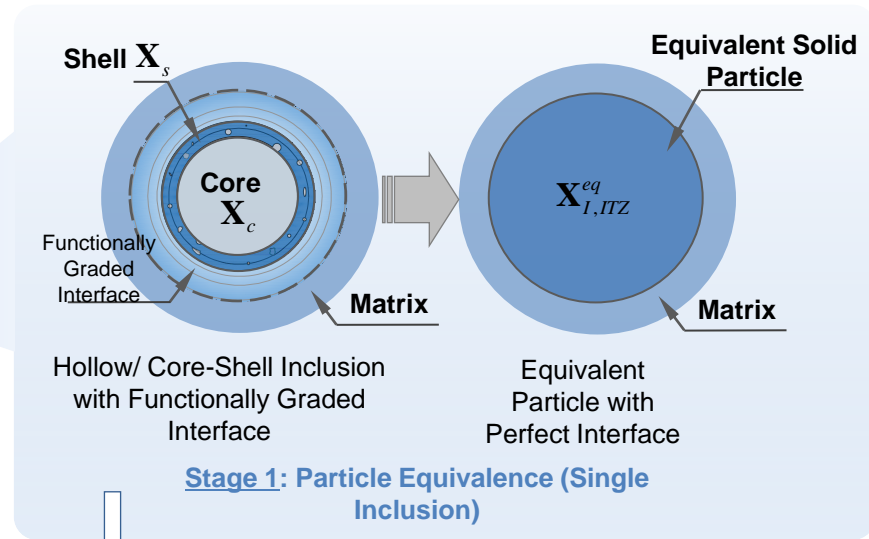 Shell X_s
Equivalent Solid
Particle
Core
X_c
X^{eq}_{I,ITZ}
Functionally
Graded
Interface
Matrix
Matrix
Hollow/ Core-Shell Inclusion
with Functionally Graded
Interface
Equivalent
Particle with
Perfect Interface
Stage 1: Particle Equivalence (Single
Inclusion)